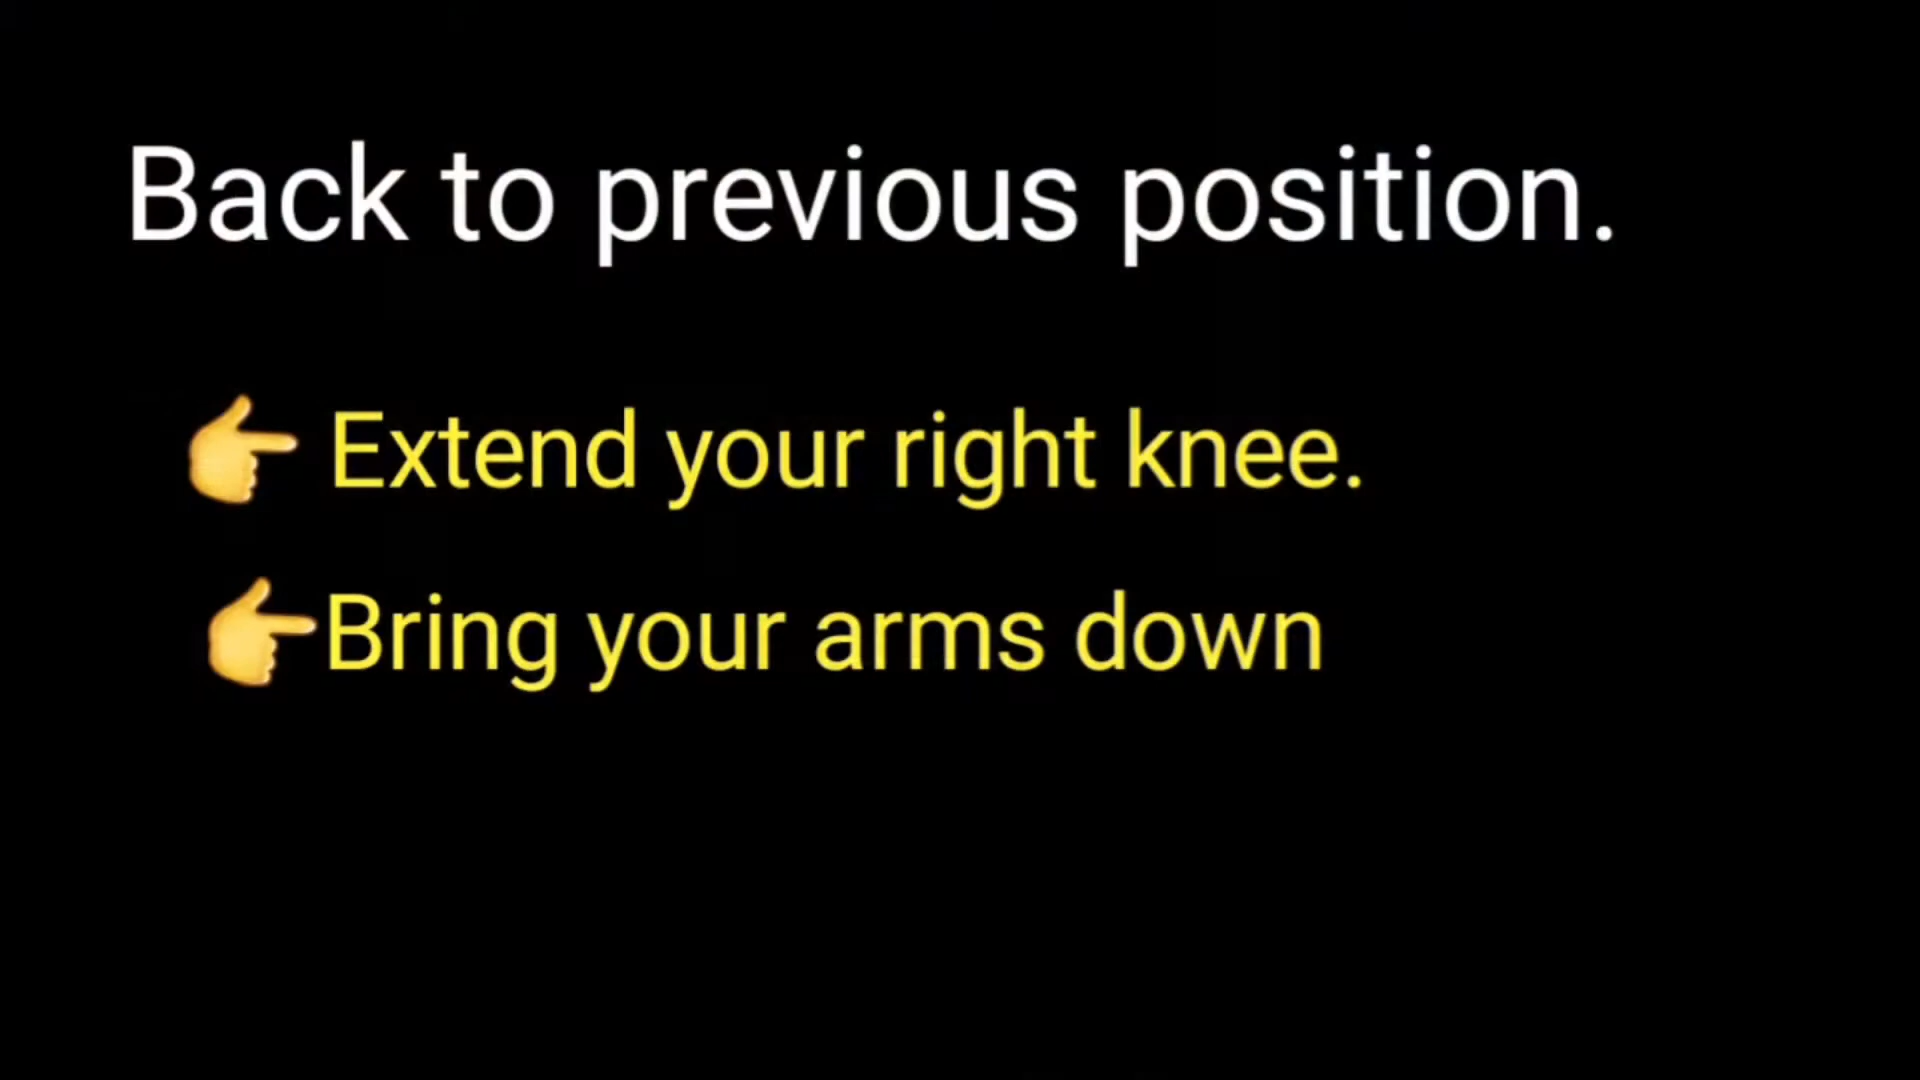 Back to previous position.
👉 Extend your right knee.
👉Bring your arms down